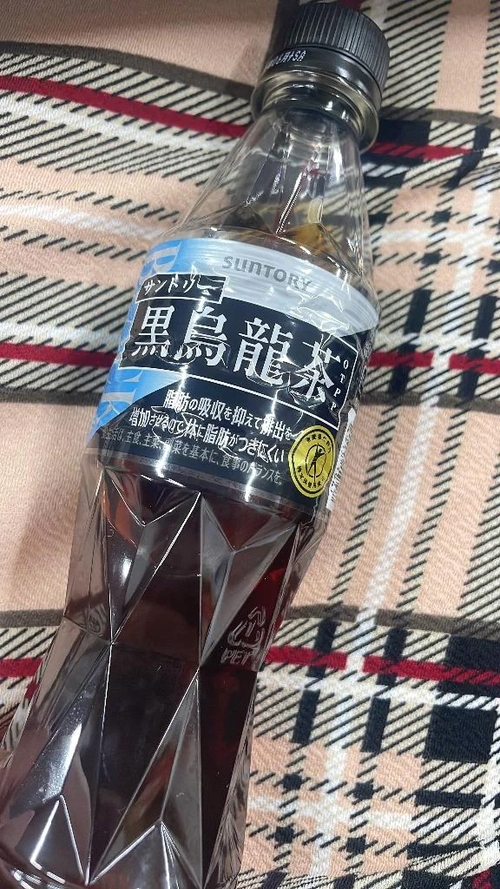 SUNTORY
サントリー
黒烏龍茶
OTPP
脂肪の吸収を抑えて排出を
増加させるので体に脂肪がつきにくい
食生活は、主食、主菜、副菜を基本に、食事のバランスを。
PET